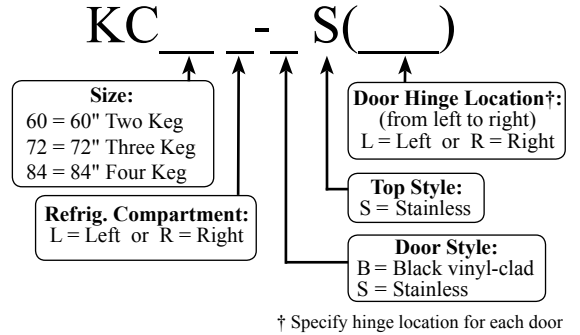 KC___ _-_ S(___)
Size:
60 = 60" Two Keg
72 = 72" Three Keg
84 = 84" Four Keg
Refrig. Compartment:
L = Left or R = Right
Door Hinge Location†:
(from left to right)
L = Left or R = Right
Top Style:
S = Stainless
Door Style:
B = Black vinyl-clad
S = Stainless
† Specify hinge location for each door